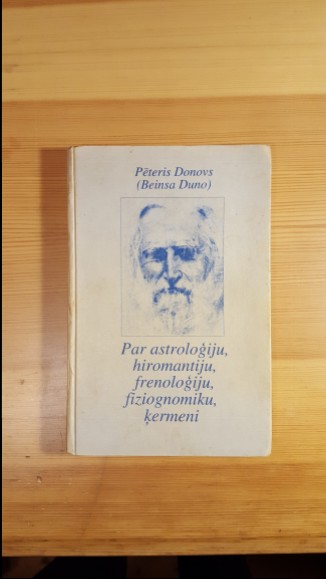 Pēteris Donovs
(Beinsa Duno)
Par astroloģiju,
hiromantiju,
frenoloģiju,
fiziognomiku,
ķermeni